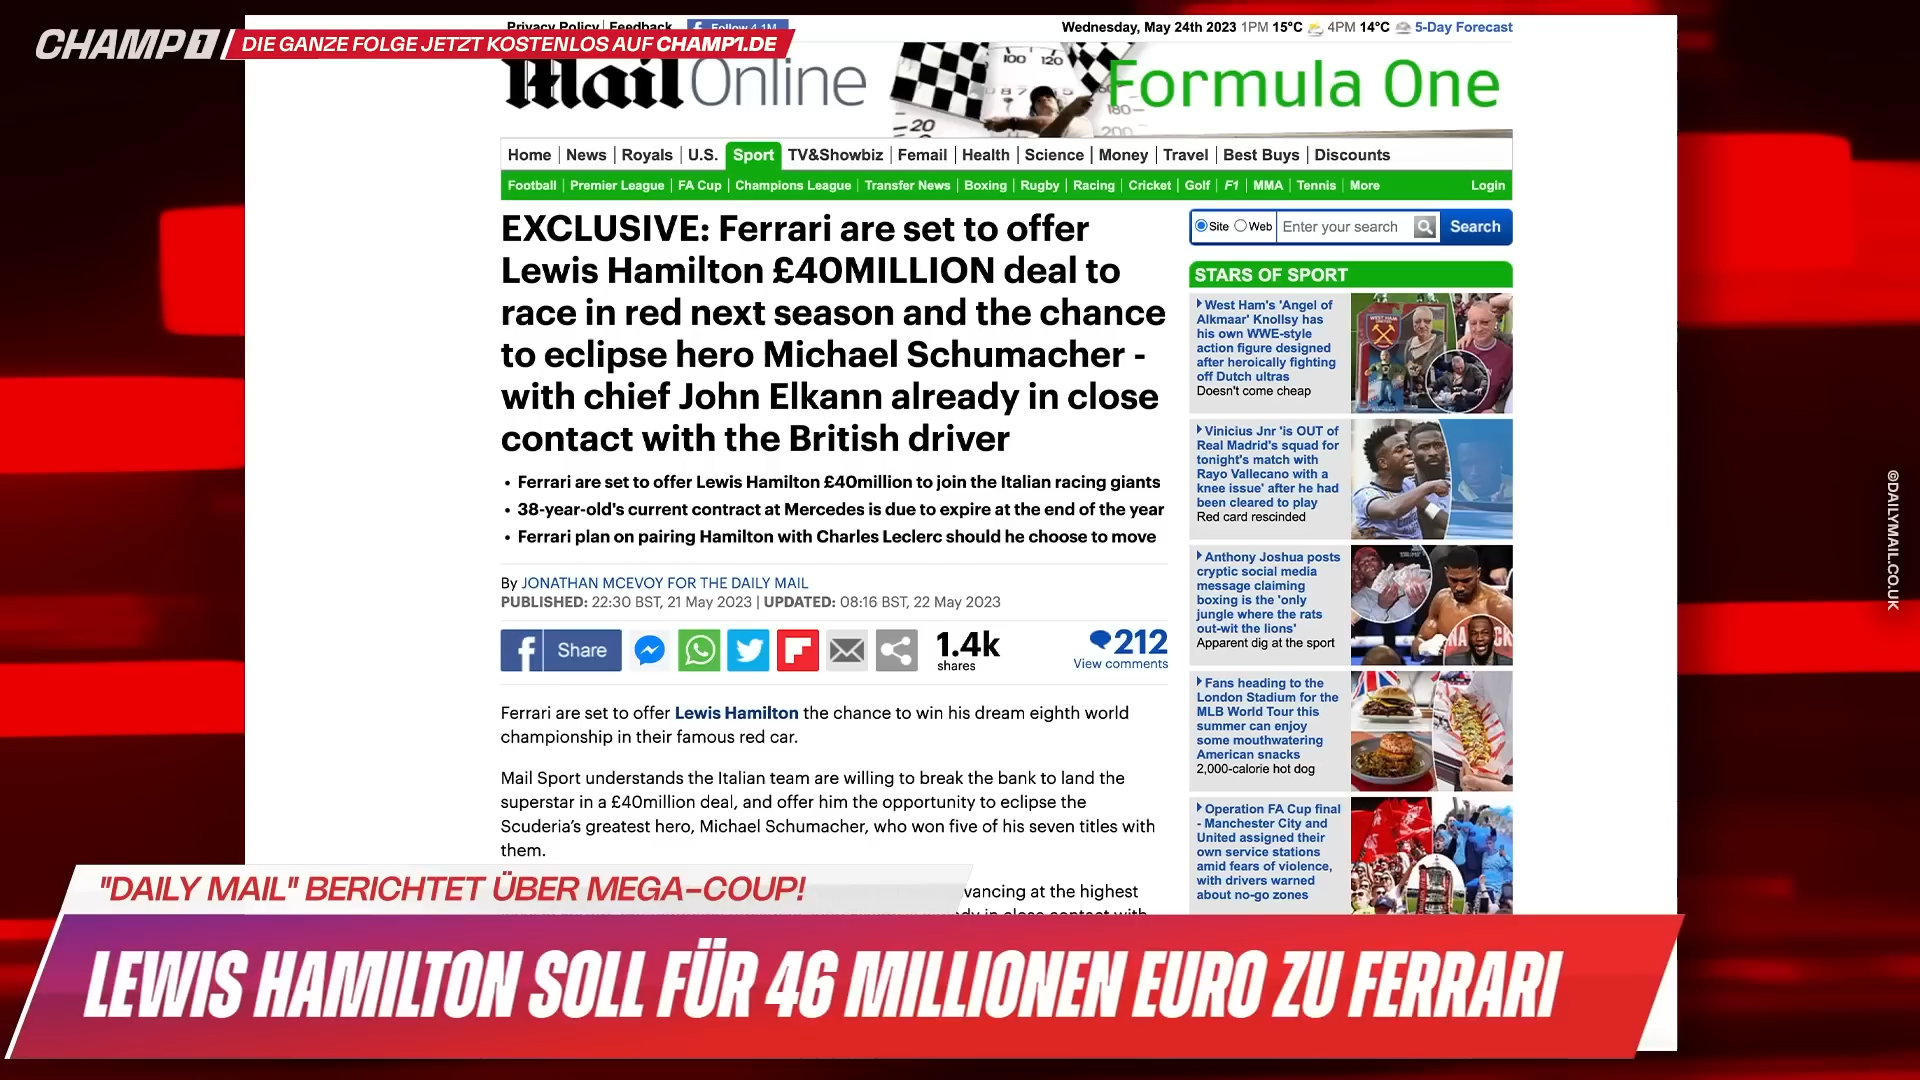 CHAMP1
DIE GANZE FOLGE JETZT KOSTENLOS AUF CHAMP1.DE
Privacy Policy | Feedback
Follow 4.1M
Wednesday, May 24th 2023 1PM 15°C 4PM 14°C 5-Day Forecast
Mail Online
Formula One
Home | News | Royals | U.S. | Sport | TV&Showbiz | Femail | Health | Science | Money | Travel | Best Buys | Discounts
Football | Premier League | FA Cup | Champions League | Transfer News | Boxing | Rugby | Racing | Cricket | Golf | F1 | MMA | Tennis | More
Login
EXCLUSIVE: Ferrari are set to offer
Lewis Hamilton £40MILLION deal to
race in red next season and the chance
to eclipse hero Michael Schumacher -
with chief John Elkann already in close
contact with the British driver
• Ferrari are set to offer Lewis Hamilton £40million to join the Italian racing giants
• 38-year-old's current contract at Mercedes is due to expire at the end of the year
• Ferrari plan on pairing Hamilton with Charles Leclerc should he choose to move
By JONATHAN MCEVOY FOR THE DAILY MAIL
PUBLISHED: 22:30 BST, 21 May 2023 | UPDATED: 08:16 BST, 22 May 2023
Share
1.4k
shares
212
View comments
Ferrari are set to offer Lewis Hamilton the chance to win his dream eighth world
championship in their famous red car.
Mail Sport understands the Italian team are willing to break the bank to land the
superstar in a £40million deal, and offer him the opportunity to eclipse the
Scuderia's greatest hero, Michael Schumacher, who won five of his seven titles with
them.
at the highest
Site Web Enter your search Search
STARS OF SPORT
West Ham's 'Angel of
Alkmaar' Knollsy has
his own WWE-style
action figure designed
after heroically fighting
off Dutch ultras
Doesn't come cheap
Vinicius Jnr 'is OUT of
Real Madrid's squad for
tonight's match with
Rayo Vallecano with a
knee issue' after he had
been cleared to play
Red card rescinded
Anthony Joshua posts
cryptic social media
message claiming
boxing is the 'only
jungle where the rats
out-wit the lions'
Apparent dig at the sport
Fans heading to the
London Stadium for the
MLB World Tour this
summer can enjoy
some mouthwatering
American snacks
2,000-calorie hot dog
Operation FA Cup final
- Manchester City and
United assigned their
own service stations
amid fears of violence,
with drivers warned
about no-go zones
©DAILYMAIL.CO.UK
"DAILY MAIL" BERICHTET ÜBER MEGA-COUP!
LEWIS HAMILTON SOLL FÜR 46 MILLIONEN EURO ZU FERRARI